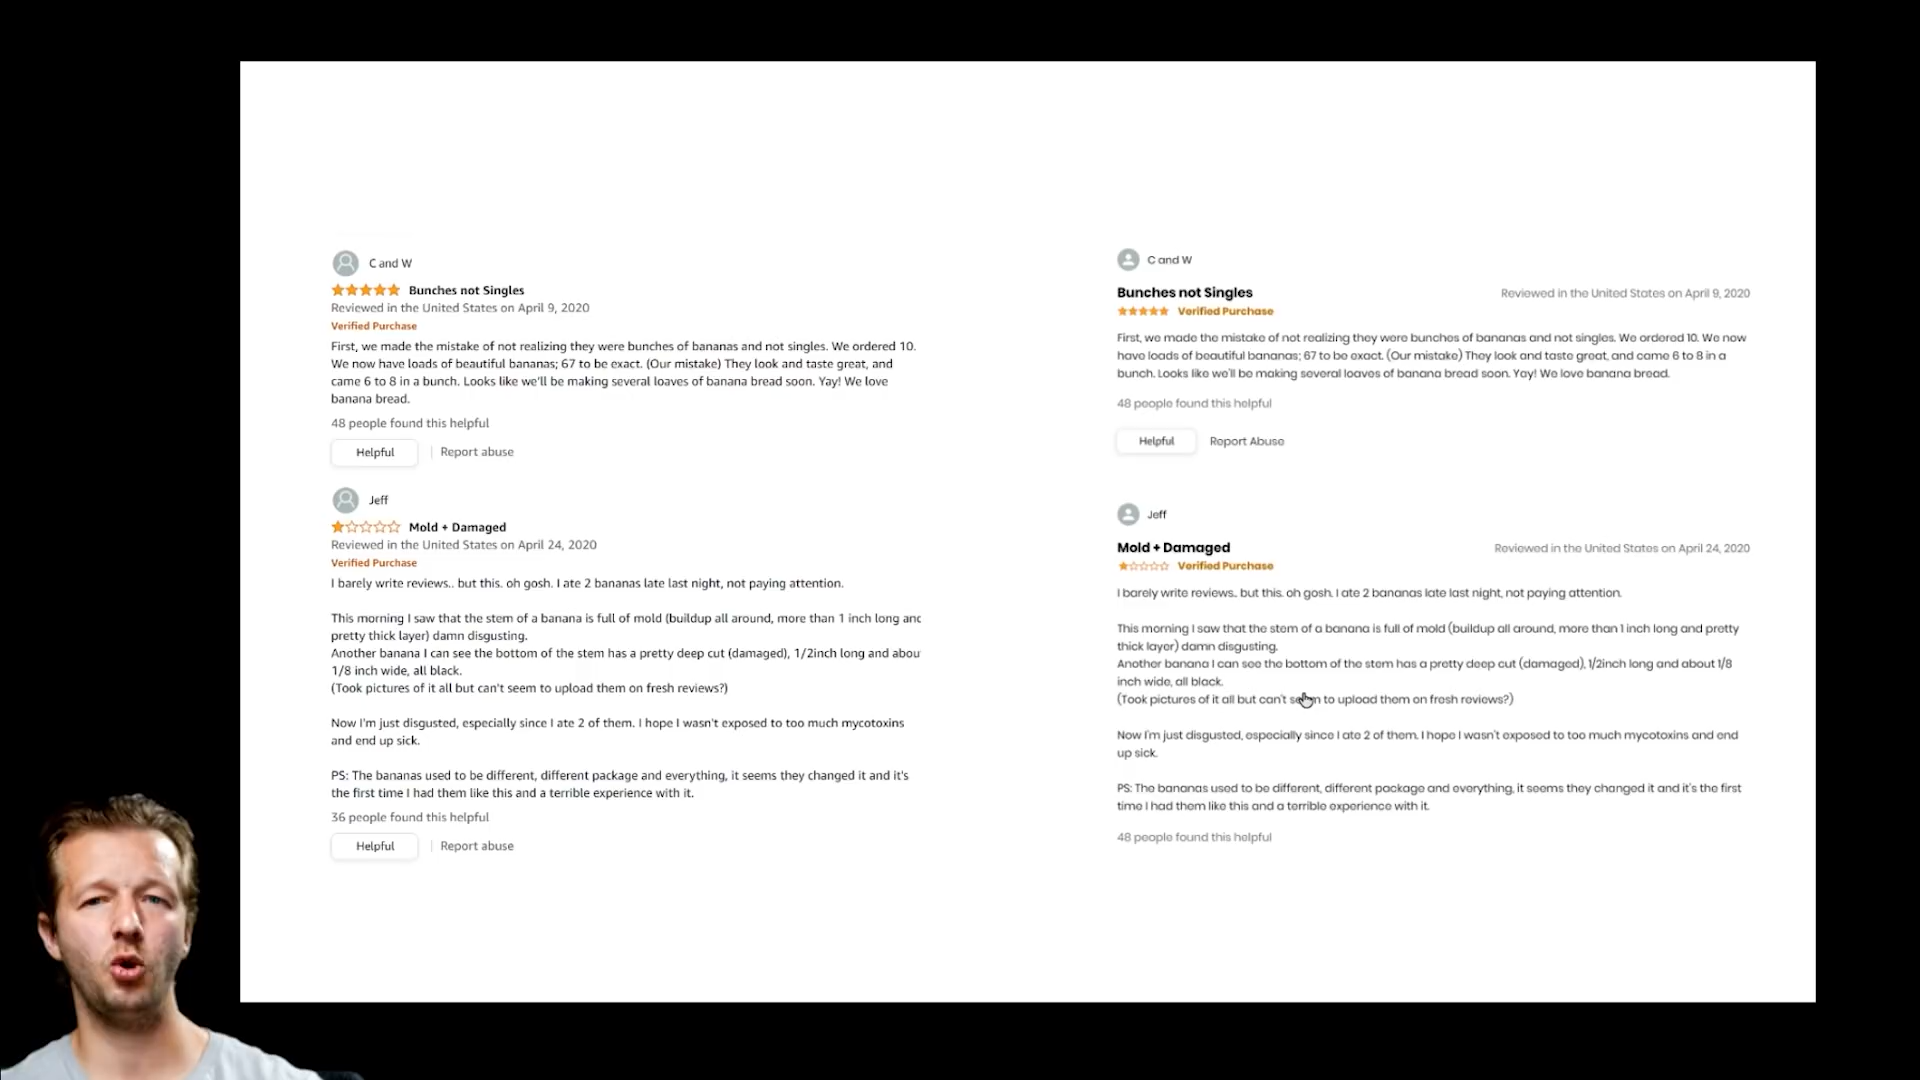 C and W
Bunches not Singles
Reviewed in the United States on April 9, 2020
Verified Purchase
First, we made the mistake of not realizing they were bunches of bananas and not singles. We ordered 10.
We now have loads of beautiful bananas; 67 to be exact. (Our mistake) They look and taste great, and
came 6 to 8 in a bunch. Looks like we'll be making several loaves of banana bread soon. Yay! We love
banana bread.
48 people found this helpful
Helpful
Report abuse
Jeff
Mold + Damaged
Reviewed in the United States on April 24, 2020
Verified Purchase
I barely write reviews.. but this. oh gosh. I ate 2 bananas late last night, not paying attention.
This morning I saw that the stem of a banana is full of mold (buildup all around, more than 1 inch long and
pretty thick layer) damn disgusting.
Another banana I can see the bottom of the stem has a pretty deep cut (damaged), 1/2inch long and abou
1/8 inch wide, all black.
(Took pictures of it all but can't seem to upload them on fresh reviews?)
Now I'm just disgusted, especially since I ate 2 of them. I hope I wasn't exposed to too much mycotoxins
and end up sick.
PS: The bananas used to be different, different package and everything, it seems they changed it and it's
the first time I had them like this and a terrible experience with it.
36 people found this helpful
Helpful
Report abuse
C and W
Bunches not Singles
Reviewed in the United States on April 9, 2020
Verified Purchase
First, we made the mistake of not realizing they were bunches of bananas and not singles. We ordered 10. We now
have loads of beautiful bananas; 67 to be exact. (Our mistake) They look and taste great, and came 6 to 8 in a
bunch. Looks like we'll be making several loaves of banana bread soon. Yay! We love banana bread.
48 people found this helpful
Helpful
Report Abuse
Jeff
Mold + Damaged
Reviewed in the United States on April 24, 2020
Verified Purchase
I barely write reviews.. but this. oh gosh. I ate 2 bananas late last night, not paying attention.
This morning I saw that the stem of a banana is full of mold (buildup all around, more than 1 inch long and pretty
thick layer) damn disgusting.
Another banana I can see the bottom of the stem has a pretty deep cut (damaged), 1/2inch long and about 1/8
inch wide, all black.
(Took pictures of it all but can't seem to upload them on fresh reviews?)
Now I'm just disgusted, especially since I ate 2 of them. I hope I wasn't exposed to too much mycotoxins and end
up sick.
PS: The bananas used to be different, different package and everything, it seems they changed it and it's the first
time I had them like this and a terrible experience with it.
48 people found this helpful